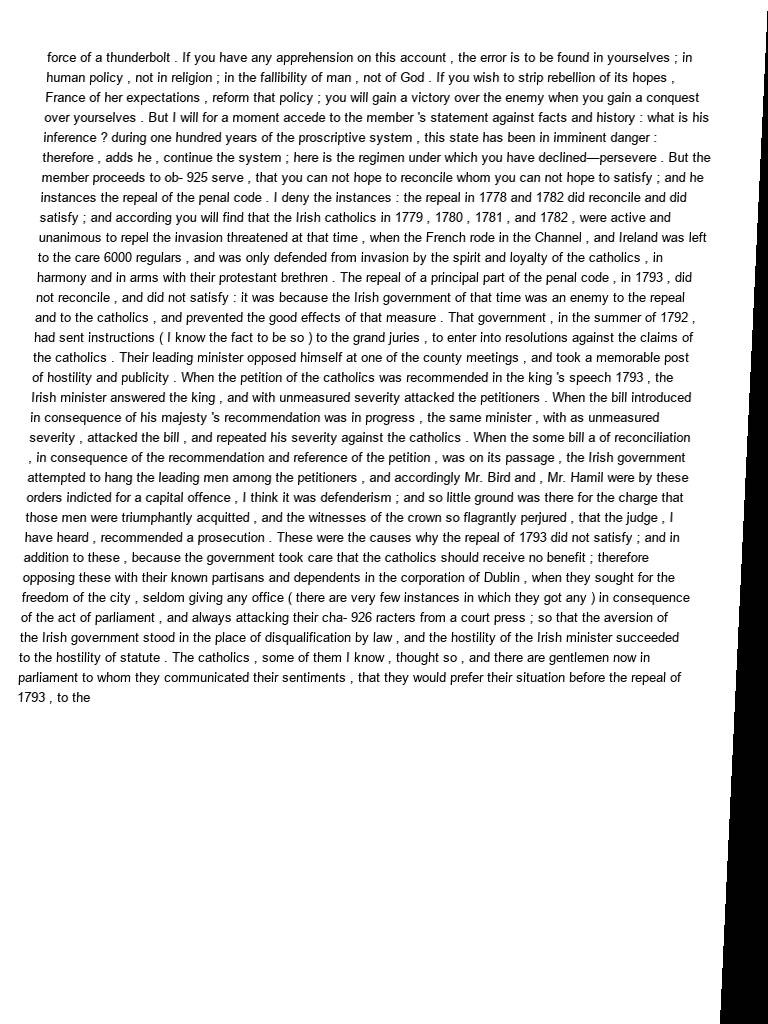 force of a thunderbolt . If you have any apprehension on this account , the error is to be found in yourselves ; in
human policy , not in religion ; in the fallibility of man , not of God . If you wish to strip rebellion of its hopes ,
France of her expectations , reform that policy ; you will gain a victory over the enemy when you gain a conquest
over yourselves . But I will for a moment accede to the member 's statement against facts and history : what is his
inference ? during one hundred years of the proscriptive system , this state has been in imminent danger :
therefore , adds he , continue the system ; here is the regimen under which you have declined—persevere . But the
member proceeds to ob- 925 serve , that you can not hope to reconcile whom you can not hope to satisfy ; and he
instances the repeal of the penal code . I deny the instances : the repeal in 1778 and 1782 did reconcile and did
satisfy ; and according you will find that the Irish catholics in 1779 , 1780 , 1781 , and 1782 , were active and
unanimous to repel the invasion threatened at that time , when the French rode in the Channel , and Ireland was left
to the care 6000 regulars , and was only defended from invasion by the spirit and loyalty of the catholics , in
harmony and in arms with their protestant brethren . The repeal of a principal part of the penal code , in 1793 , did
not reconcile , and did not satisfy : it was because the Irish government of that time was an enemy to the repeal
and to the catholics , and prevented the good effects of that measure . That government , in the summer of 1792 ,
had sent instructions ( I know the fact to be so ) to the grand juries , to enter into resolutions against the claims of
the catholics . Their leading minister opposed himself at one of the county meetings , and took a memorable post
of hostility and publicity . When the petition of the catholics was recommended in the king 's speech 1793 , the
Irish minister answered the king , and with unmeasured severity attacked the petitioners . When the bill introduced
in consequence of his majesty 's recommendation was in progress , the same minister , with as unmeasured
severity , attacked the bill , and repeated his severity against the catholics . When the some bill a of reconciliation
, in consequence of the recommendation and reference of the petition , was on its passage , the Irish government
attempted to hang the leading men among the petitioners , and accordingly Mr. Bird and , Mr. Hamil were by these
orders indicted for a capital offence , I think it was defenderism ; and so little ground was there for the charge that
those men were triumphantly acquitted , and the witnesses of the crown so flagrantly perjured , that the judge , I
have heard , recommended a prosecution . These were the causes why the repeal of 1793 did not satisfy ; and in
addition to these , because the government took care that the catholics should receive no benefit ; therefore
opposing these with their known partisans and dependents in the corporation of Dublin , when they sought for the
freedom of the city , seldom giving any office ( there are very few instances in which they got any ) in consequence
of the act of parliament , and always attacking their cha- 926 racters from a court press ; so that the aversion of
the Irish government stood in the place of disqualification by law , and the hostility of the Irish minister succeeded
to the hostility of statute . The catholics , some of them I know , thought so , and there are gentlemen now in
parliament to whom they communicated their sentiments , that they would prefer their situation before the repeal of
1793 , to the